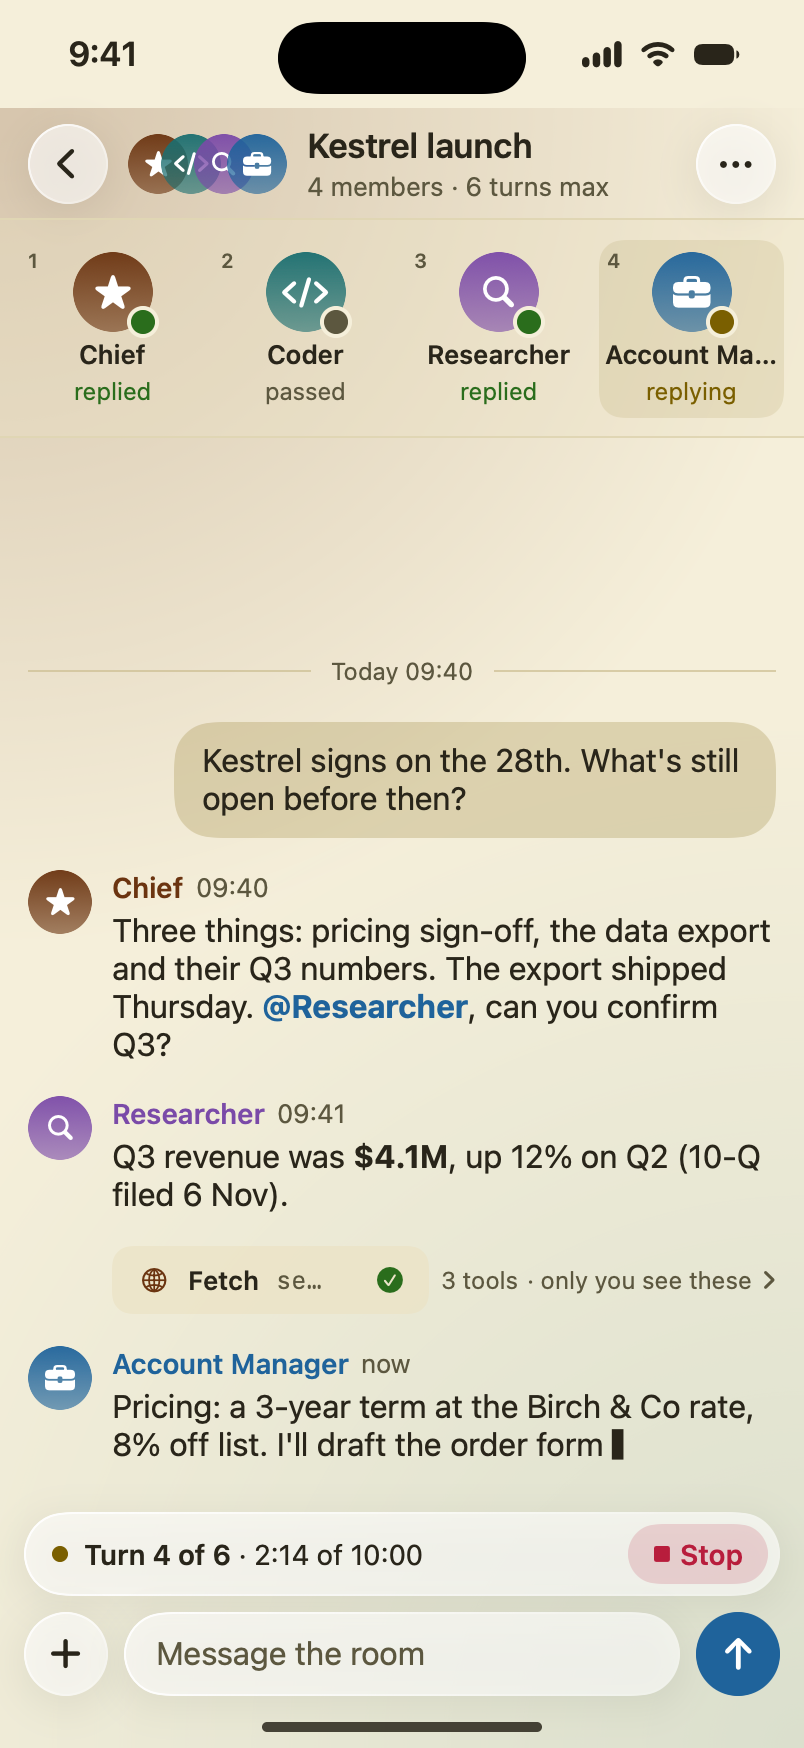 9:41
Kestrel launch
4 members · 6 turns max
1
Chief
replied
2
Coder
passed
3
Researcher
replied
4
Account Ma...
replying
Today 09:40
Kestrel signs on the 28th. What's still
open before then?
Chief 09:40
Three things: pricing sign-off, the data export
and their Q3 numbers. The export shipped
Thursday. @Researcher, can you confirm
Q3?
Researcher 09:41
Q3 revenue was $4.1M, up 12% on Q2 (10-Q
filed 6 Nov).
Fetch se... 3 tools · only you see these
Account Manager now
Pricing: a 3-year term at the Birch & Co rate,
8% off list. I'll draft the order form
Turn 4 of 6 · 2:14 of 10:00 Stop
Message the room